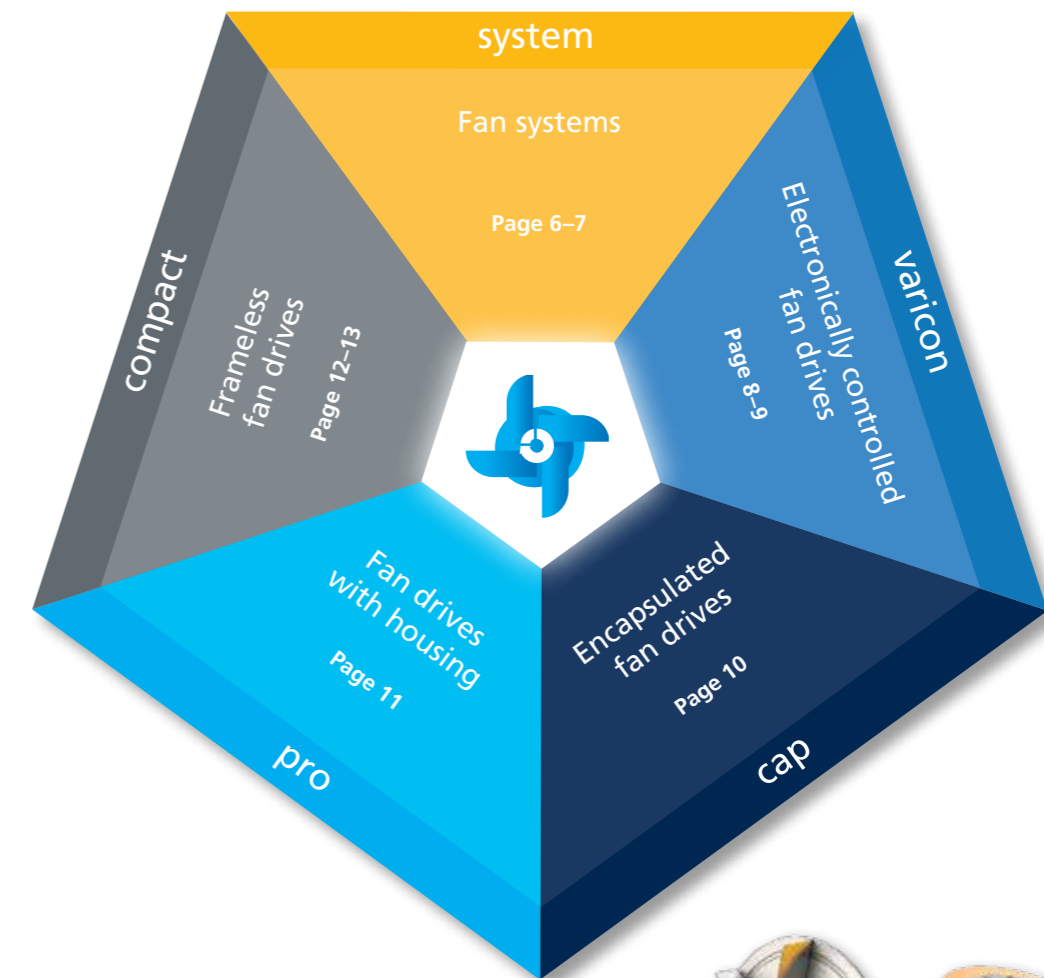 system
Fan systems
Page 6–7
varicon
Electronically controlled
fan drives
Page 8–9
cap
Encapsulated
fan drives
Page 10
pro
Fan drives
with housing
Page 11
compact
Frameless
fan drives
Page 12–13